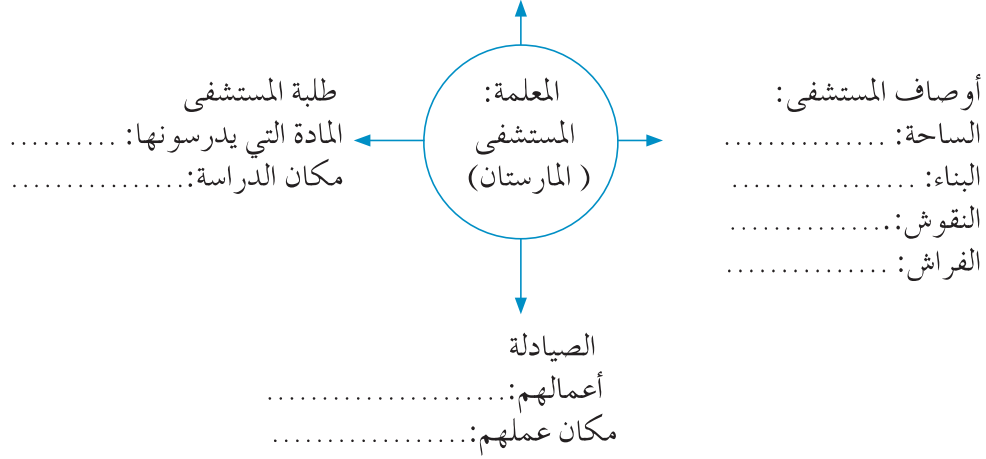 المعلمة:
المستشفى
( المارستان)
أوصاف المستشفى:
الساحة: ...............
البناء: .................
النقوش:...............
الفراش: ...............
طلبة المستشفى
المادة التي يدرسونها: ..........
مكان الدراسة:................
الصيادلة
أعمالهم:......................
مكان عملهم:..................